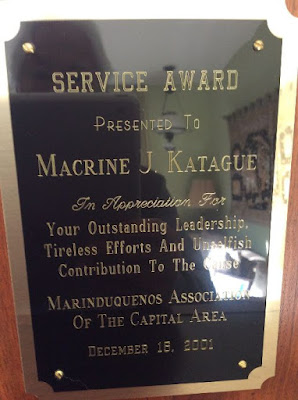 SERVICE AWARD
PRESENTED TO
MACRINE J. KATAGUE
In Appreciation For
Your Outstanding Leadership,
Tireless Efforts And Unselfish
Contribution To The Cause
MARINDUQUENOS ASSOCIATION
OF THE CAPITAL AREA
DECEMBER 18, 2001